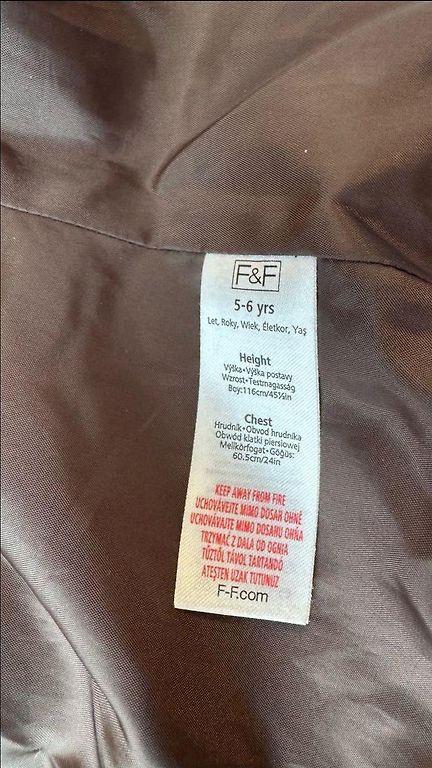 F&F
5-6 yrs
Let, Roky, Wiek, Életkor, Yaş
Height
Výška•Výška postavy
Wzrost•Testmagasság
Boy:116cm/45½in
Chest
Hrudník•Obvod hrudníka
Obwód klatki piersiowej
Mellkőrfogat•Göğüs:
60.5cm/24in
KEEP AWAY FROM FIRE
UCHOVÁVEJTE MIMO DOSAH OHNĚ
UCHOVÁVAJTE MIMO DOSAHU OHŇA
TRZYMAĆ Z DALA OD OGNIA
TŰZTŐL TÁVOL TARTANDÓ
ATEŞTEN UZAK TUTUNUZ
F-F.com